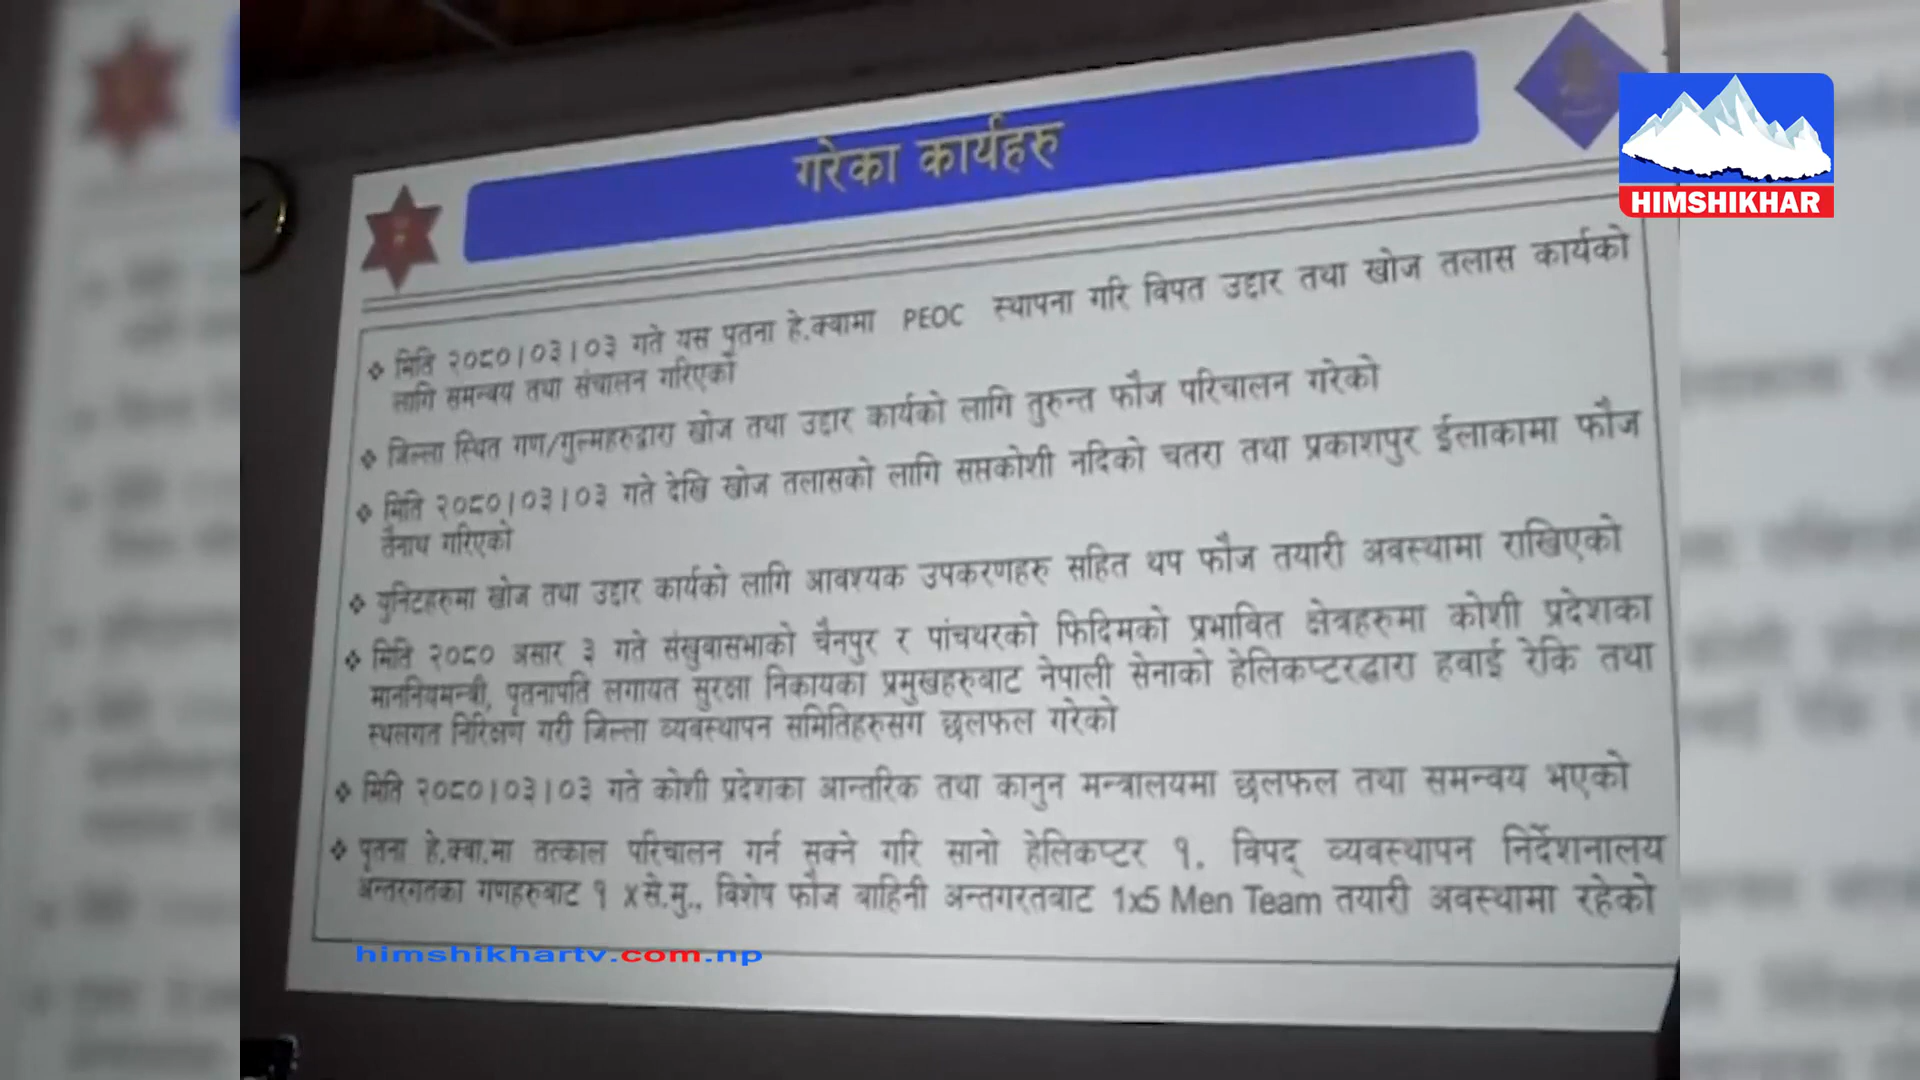 गरेका कार्यहरु
HIMSHIKHAR
❖ मिति २०८०।०३।०३ गते यस पृतना हे.क्वामा PEOC स्थापना गरि विपत उद्दार तथा खोज तलास कार्यको
लागि समन्वय तथा संचालन गरिएको
❖ जिल्ला स्थित गण/गुल्महरुद्वारा खोज तथा उद्दार कार्यको लागि तुरुन्त फौज परिचालन गरेको
❖ मिति २०८०।०३।०३ गते देखि खोज तलासको लागि सप्तकोशी नदिको चतरा तथा प्रकाशपुर ईलाकामा फौज
तैनाथ गरिएको
❖ युनिटहरुमा खोज तथा उद्दार कार्यको लागि आवश्यक उपकरणहरु सहित थप फौज तयारी अवस्थामा राखिएको
❖ मिति २०८० असार ३ गते संखुवासभाको चैनपुर र पांचथरको फिदिमको प्रभावित क्षेत्रहरुमा कोशी प्रदेशका
माननियमन्त्री, पृतनापति लगायत सुरक्षा निकायका प्रमुखहरुबाट नेपाली सेनाको हेलिकप्टरद्वारा हवाई रेकि तथा
स्थलगत निरिक्षण गरी जिल्ला व्यवस्थापन समितिहरुसग छलफल गरेको
❖ मिति २०८०।०३।०३ गते कोशी प्रदेशका आन्तरिक तथा कानुन मन्त्रालयमा छलफल तथा समन्वय भएको
❖ पृतना हे.क्वा.मा तत्काल परिचालन गर्न सक्ने गरि सानो हेलिकप्टर १. विपद् व्यवस्थापन निर्देशनालय
अन्तरगतका गणहरुबाट १ x से.मु., विशेष फौज बाहिनी अन्तगरतबाट 1x5 Men Team तयारी अवस्थामा रहेको
himshikhartv.com.np